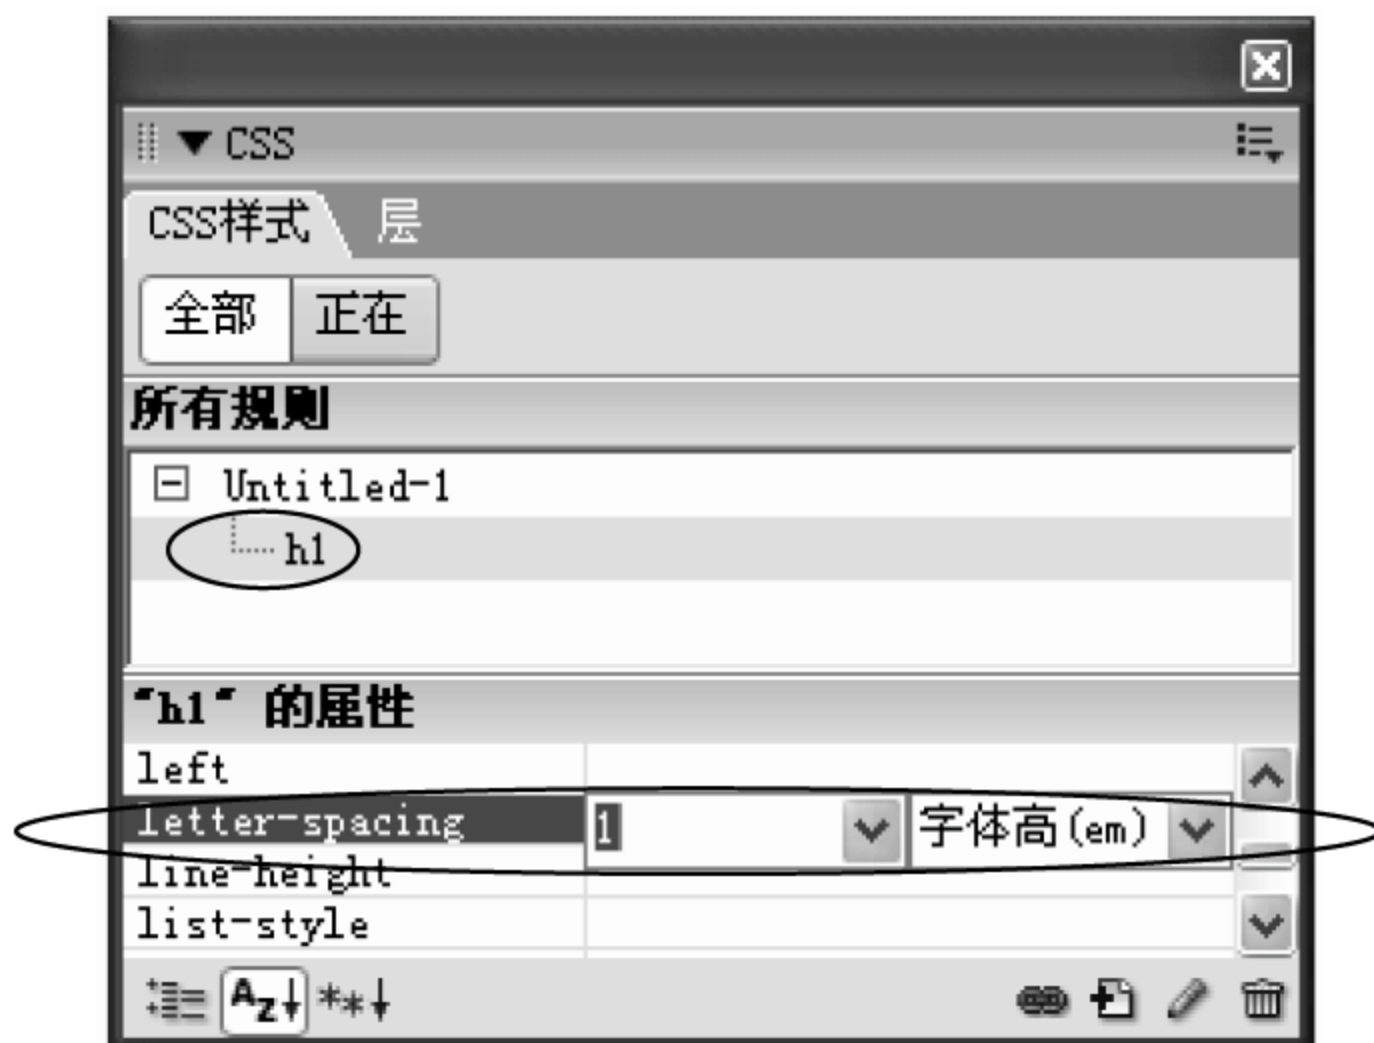 CSS
CSS样式 层
全部 正在
所有规则
Untitled-1
h1
"h1" 的属性
left
letter-spacing 1 字体高(em)
line-height
list-style
AZ↓ **↓